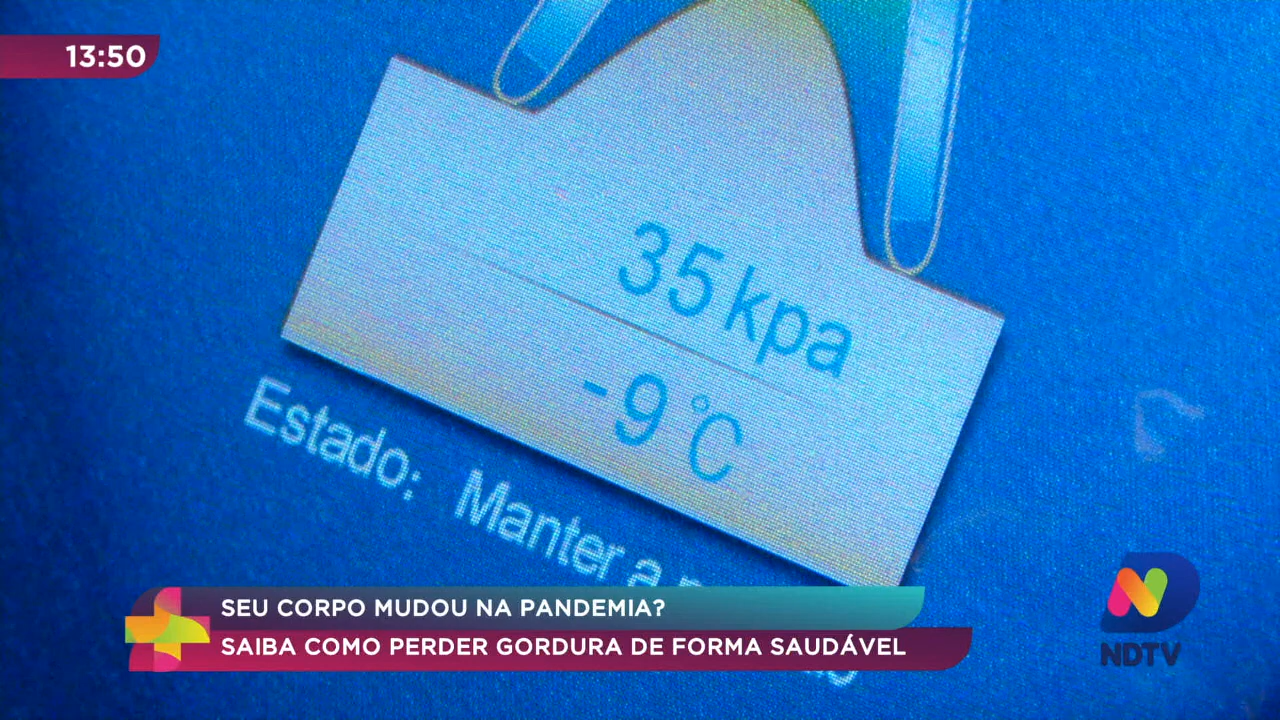 13:50
35 kpa
-9 °C
Estado: Manter a
SEU CORPO MUDOU NA PANDEMIA?
SAIBA COMO PERDER GORDURA DE FORMA SAUDÁVEL
NDTV